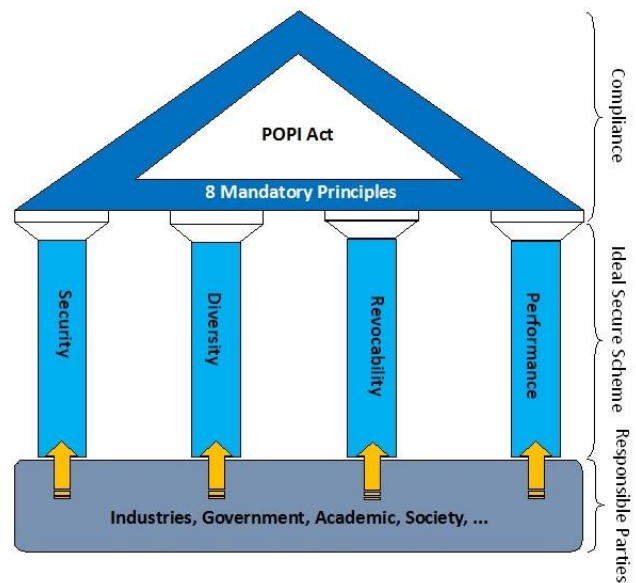 POPI Act
8 Mandatory Principles
Compliance
Security
Diversity
Revocability
Performance
Ideal Secure Scheme
Industries, Government, Academic, Society, ...
Responsible Parties